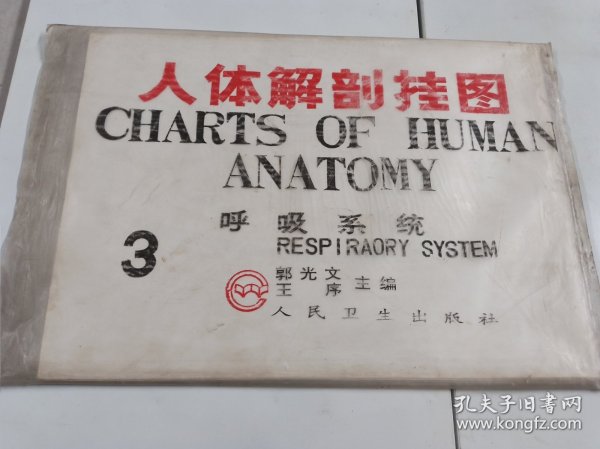 人体解剖挂图
CHARTS OF HUMAN
ANATOMY
3
呼吸系统
RESPIRAORY SYSTEM
郭光文
王序 主编
人民卫生出版社
孔夫子旧书网
www.kongfz.com